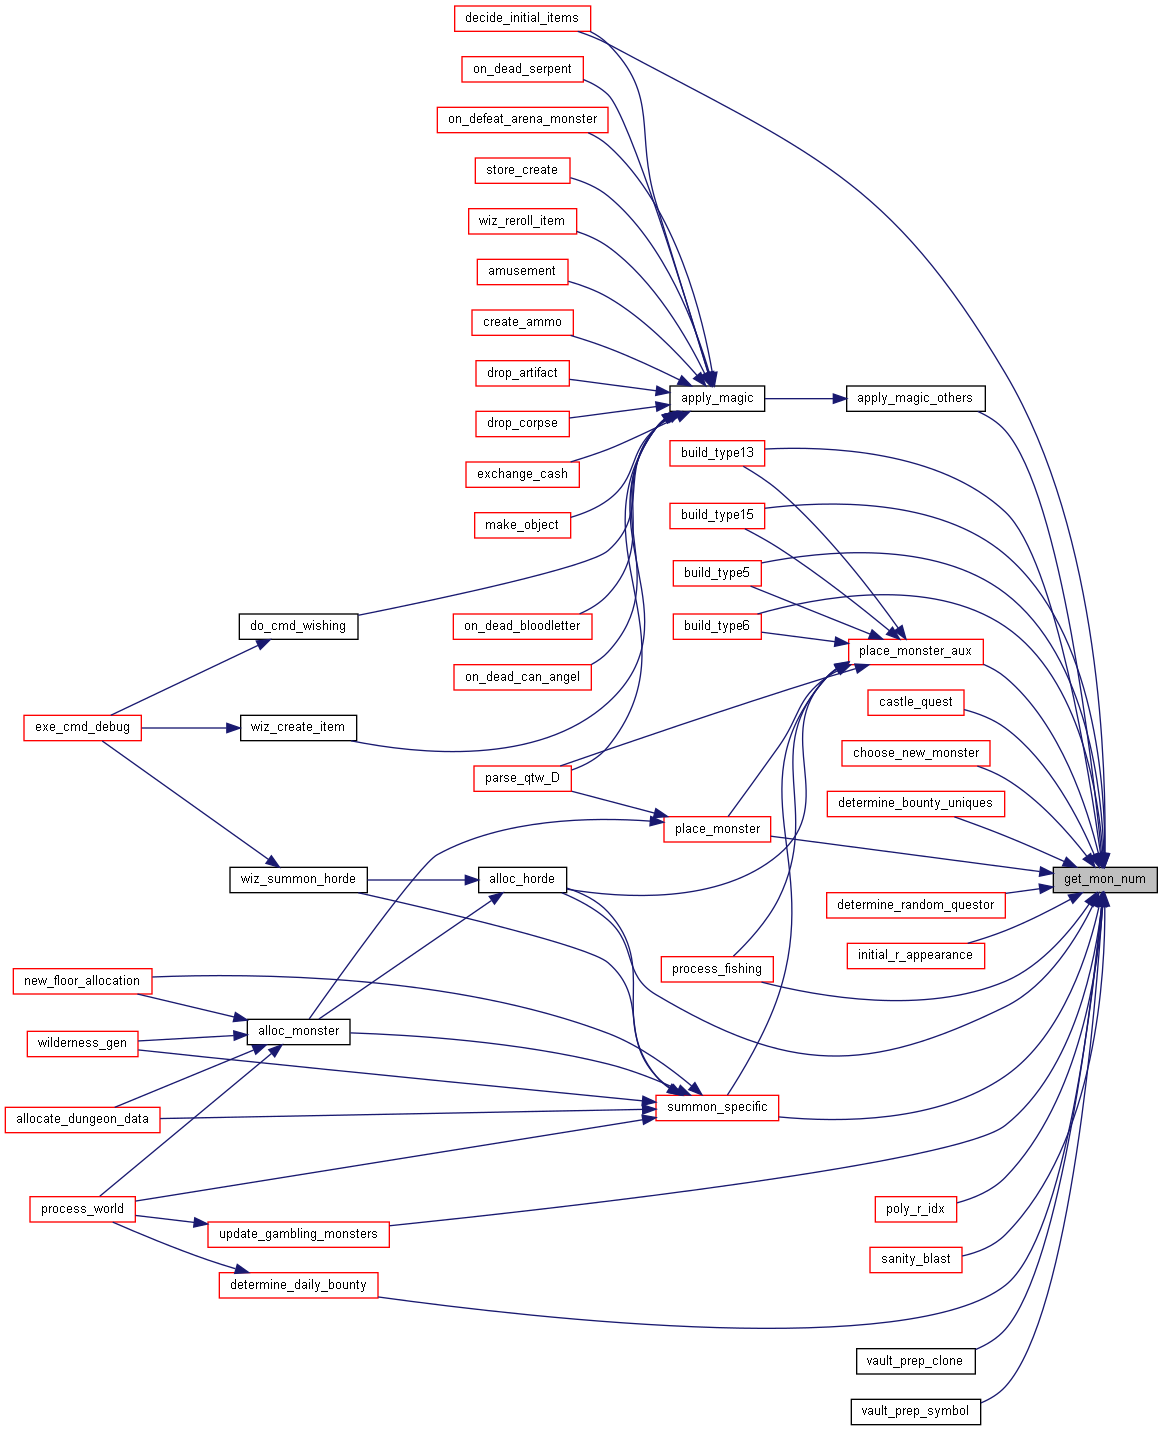 decide_initial_items
on_dead_serpent
on_defeat_arena_monster
store_create
wiz_reroll_item
amusement
create_ammo
drop_artifact
apply_magic
apply_magic_others
drop_corpse
build_type13
exchange_cash
build_type15
make_object
build_type5
do_cmd_wishing
on_dead_bloodletter
build_type6
place_monster_aux
on_dead_can_angel
castle_quest
exe_cmd_debug
wiz_create_item
choose_new_monster
parse_qtw_D
determine_bounty_uniques
place_monster
wiz_summon_horde
alloc_horde
get_mon_num
determine_random_questor
initial_r_appearance
process_fishing
new_floor_allocation
alloc_monster
wilderness_gen
summon_specific
allocate_dungeon_data
process_world
poly_r_idx
update_gambling_monsters
sanity_blast
determine_daily_bounty
vault_prep_clone
vault_prep_symbol